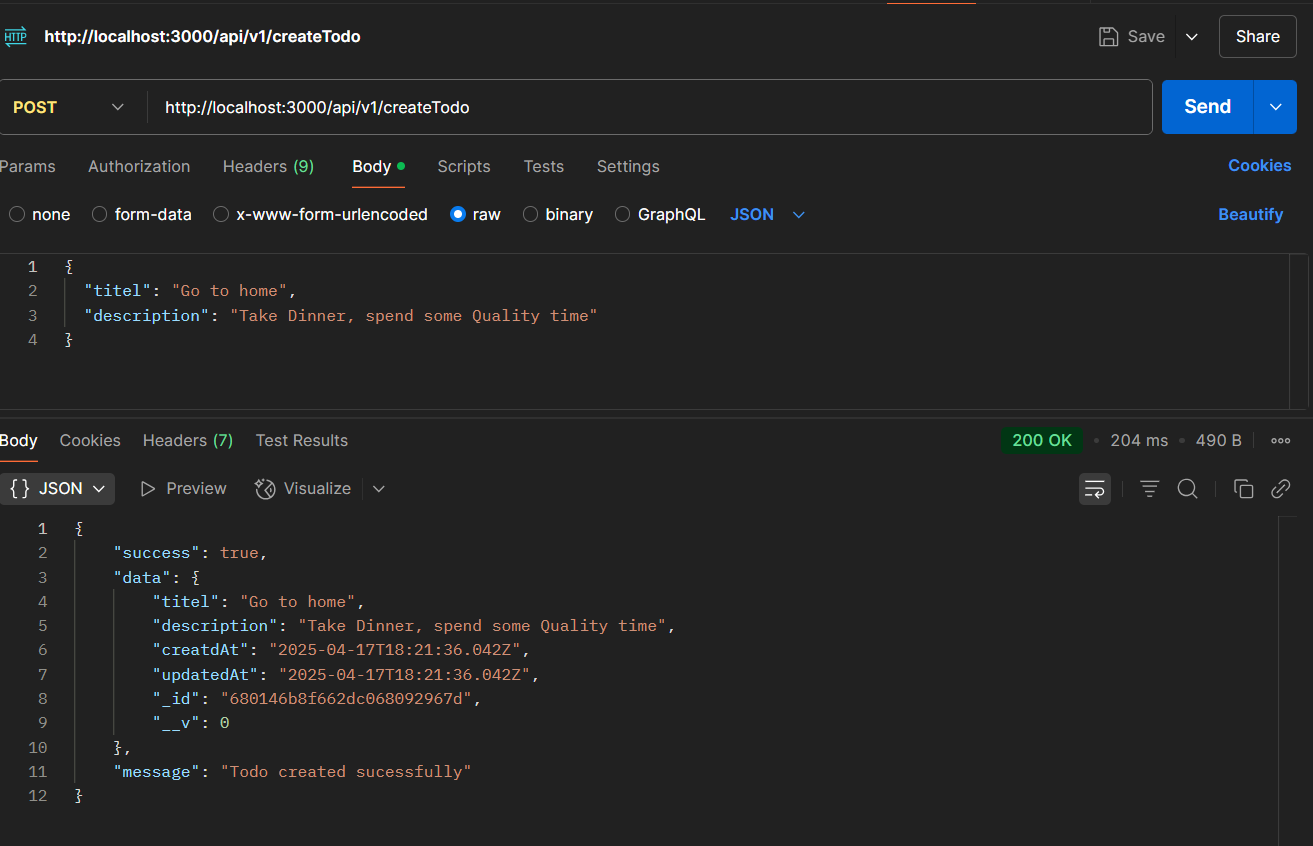 HTTP http://localhost:3000/api/v1/createTodo Save Share
POST http://localhost:3000/api/v1/createTodo Send
Params Authorization Headers (9) Body Scripts Tests Settings Cookies
none form-data x-www-form-urlencoded raw binary GraphQL JSON Beautify
1 {
2 "titel": "Go to home",
3 "description": "Take Dinner, spend some Quality time"
4 }
Body Cookies Headers (7) Test Results 200 OK • 204 ms • 490 B
{} JSON Preview Visualize
1 {
2 "success": true,
3 "data": {
4 "titel": "Go to home",
5 "description": "Take Dinner, spend some Quality time",
6 "creatdAt": "2025-04-17T18:21:36.042Z",
7 "updatedAt": "2025-04-17T18:21:36.042Z",
8 "_id": "680146b8f662dc068092967d",
9 "__v": 0
10 },
11 "message": "Todo created sucessfully"
12 }